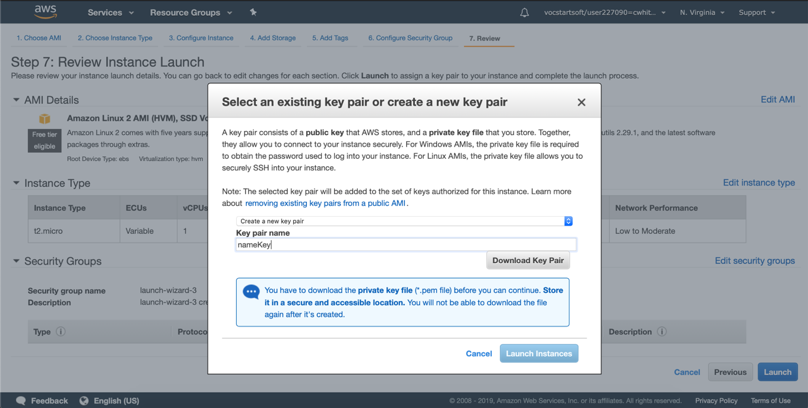 aws
Services
Resource Groups
vocstartsoft/user227090=cwhit...
N. Virginia
Support
1. Choose AMI
2. Choose Instance Type
3. Configure Instance
4. Add Storage
5. Add Tags
6. Configure Security Group
7. Review
Step 7: Review Instance Launch
Please review your instance launch details. You can go back to edit changes for each section. Click Launch to assign a key pair to your instance and complete the launch process.
AMI Details
Edit AMI
Free tier
eligible
Amazon Linux 2 AMI (HVM), SSD Vo
Amazon Linux 2 comes with five years supp
utils 2.29.1, and the latest software
packages through extras.
Root Device Type: ebs Virtualization type: hvm
Instance Type
Edit instance type
Instance Type
ECUs
vCPUs
Network Performance
t2.micro
Variable
1
Low to Moderate
Security Groups
Edit security groups
Security group name launch-wizard-3
Description launch-wizard-3 cre
Type
Protoco
Description
Select an existing key pair or create a new key pair
A key pair consists of a public key that AWS stores, and a private key file that you store. Together,
they allow you to connect to your instance securely. For Windows AMIs, the private key file is required
to obtain the password used to log into your instance. For Linux AMIs, the private key file allows you to
securely SSH into your instance.
Note: The selected key pair will be added to the set of keys authorized for this instance. Learn more
about removing existing key pairs from a public AMI.
Create a new key pair
Key pair name
nameKey
Download Key Pair
You have to download the private key file (*.pem file) before you can continue. Store
it in a secure and accessible location. You will not be able to download the file
again after it's created.
Cancel
Launch Instances
Cancel
Previous
Launch
Feedback
English (US)
© 2008 - 2019, Amazon Web Services, Inc. or its affiliates. All rights reserved.
Privacy Policy
Terms of Use